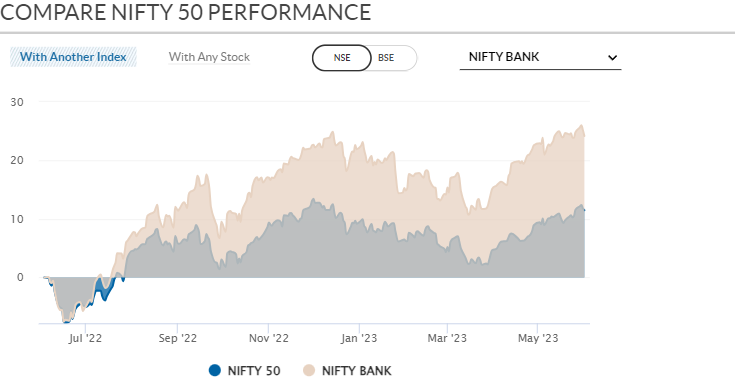 COMPARE NIFTY 50 PERFORMANCE
With Another Index With Any Stock NSE BSE NIFTY BANK
30
20
10
0
Jul '22 Sep '22 Nov '22 Jan '23 Mar '23 May '23
NIFTY 50 NIFTY BANK